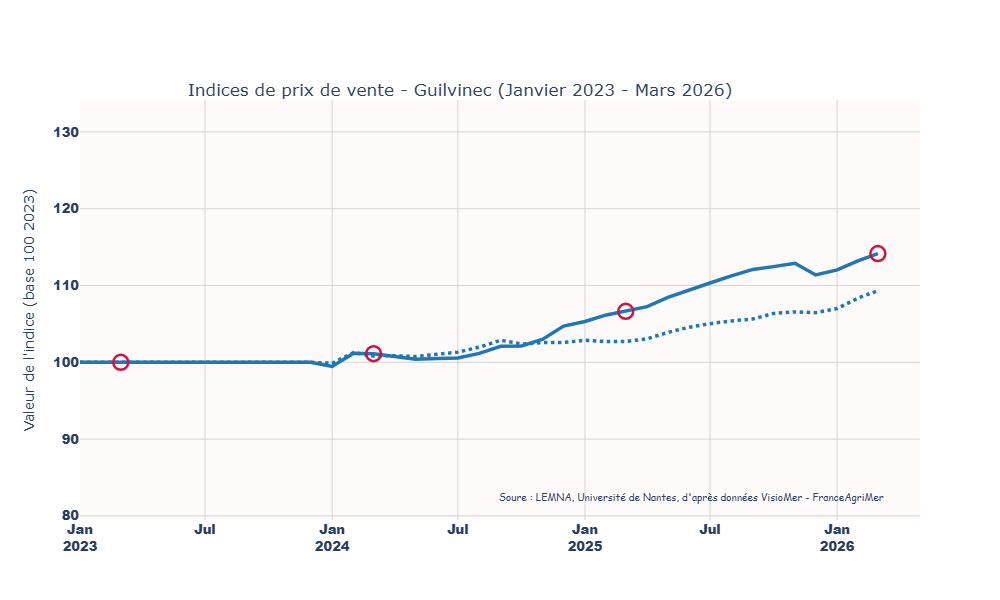 Indices de prix de vente - Guilvinec (Janvier 2023 - Mars 2026)
Valeur de l'indice (base 100 2023)
130
120
110
100
90
80
Soure : LEMNA, Université de Nantes, d'après données VisioMer - FranceAgriMer
Jan Jul Jan Jul Jan Jul Jan
2023 2024 2025 2026